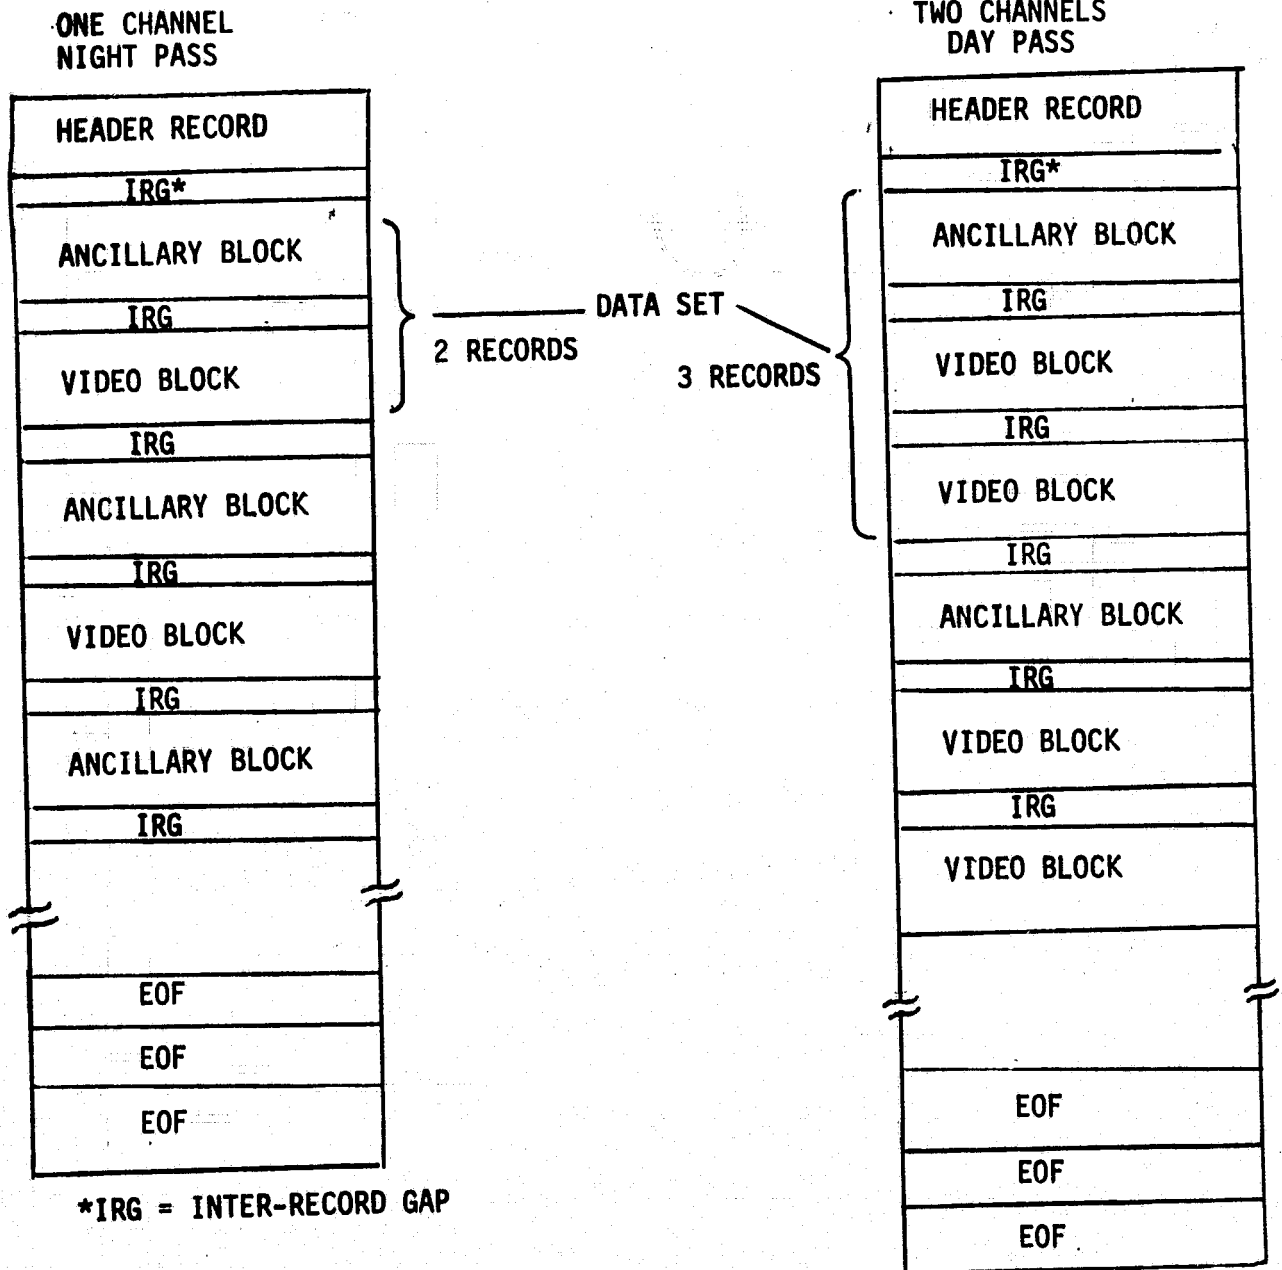 ONE CHANNEL
NIGHT PASS
HEADER RECORD
IRG*
ANCILLARY BLOCK
IRG
VIDEO BLOCK
IRG
ANCILLARY BLOCK
IRG
VIDEO BLOCK
IRG
ANCILLARY BLOCK
IRG
EOF
EOF
EOF
*IRG = INTER-RECORD GAP
DATA SET
2 RECORDS
3 RECORDS
TWO CHANNELS
DAY PASS
HEADER RECORD
IRG*
ANCILLARY BLOCK
IRG
VIDEO BLOCK
IRG
VIDEO BLOCK
IRG
ANCILLARY BLOCK
IRG
VIDEO BLOCK
IRG
VIDEO BLOCK
EOF
EOF
EOF